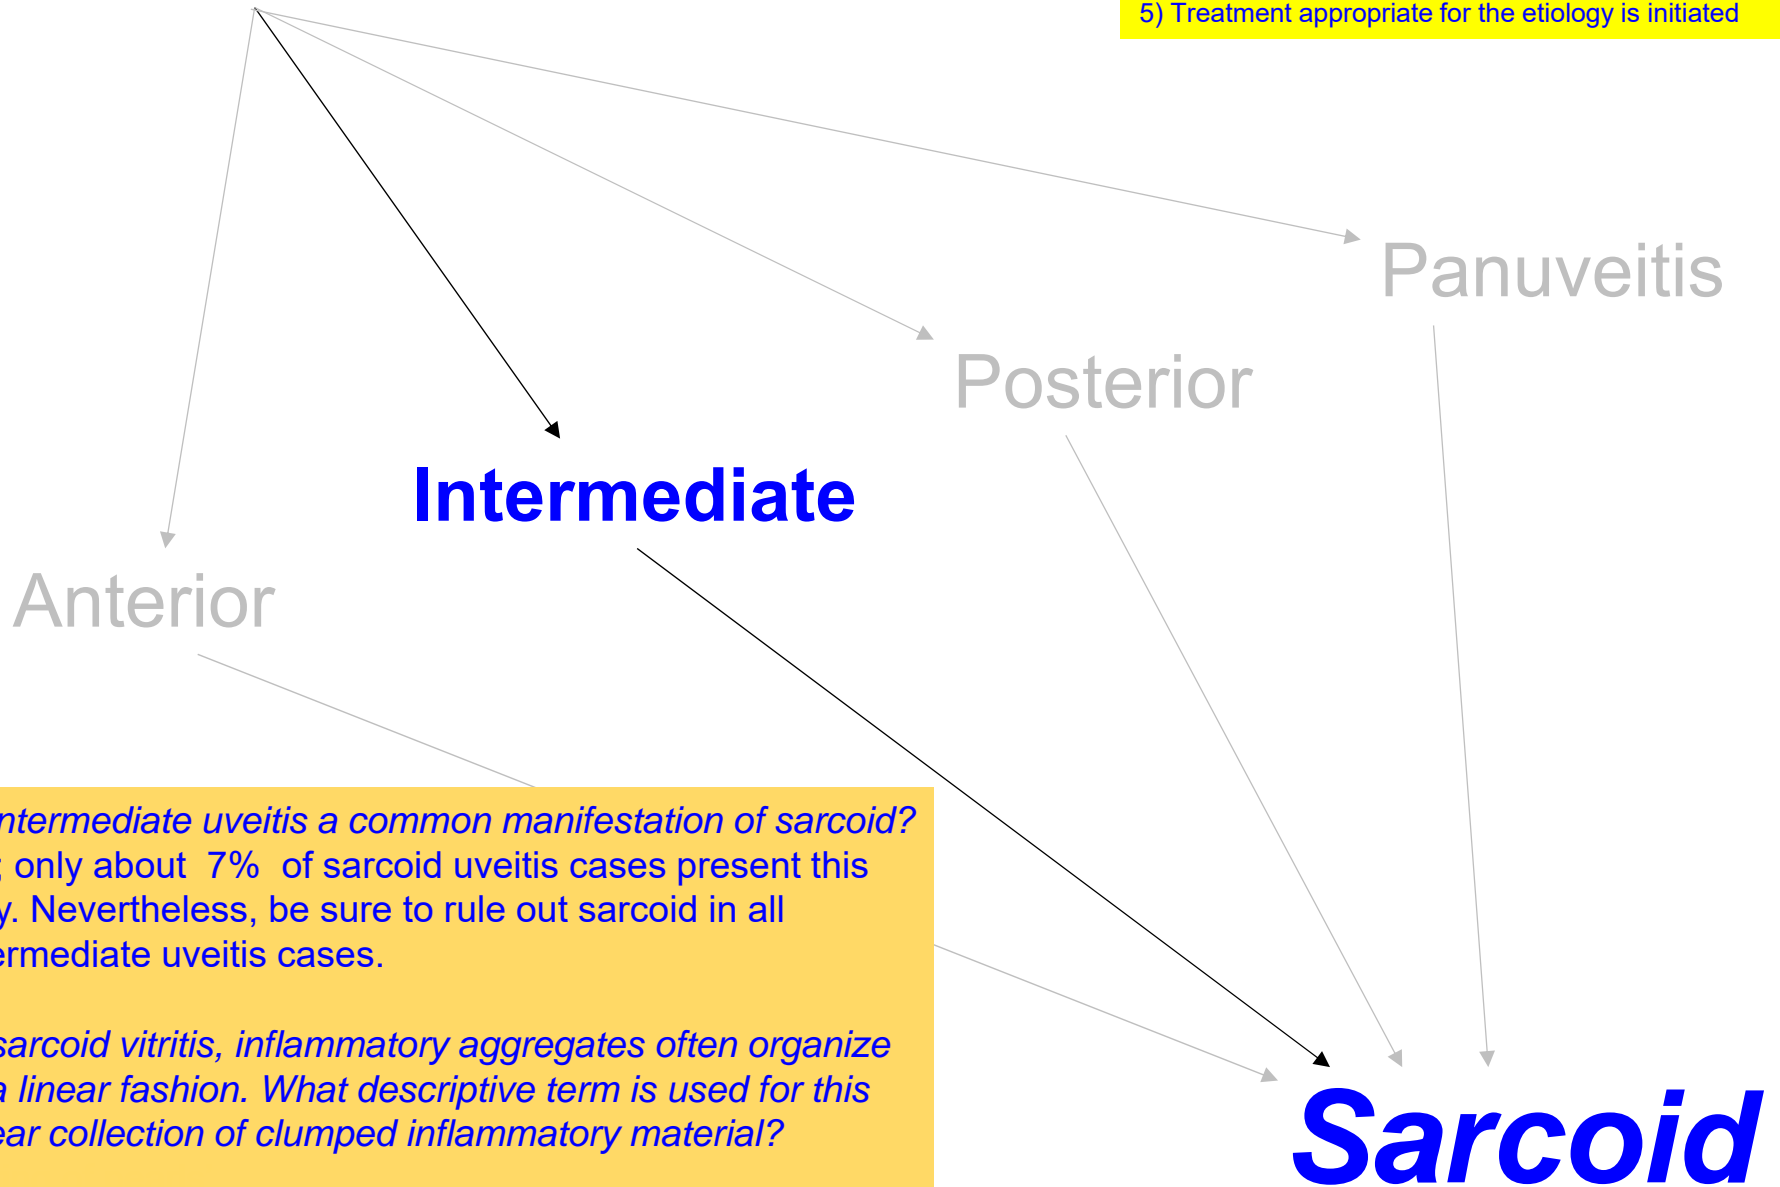 5) Treatment appropriate for the etiology is initiated
Panuveitis
Posterior
Intermediate
Anterior
intermediate uveitis a common manifestation of sarcoid?
; only about 7% of sarcoid uveitis cases present this
y. Nevertheless, be sure to rule out sarcoid in all
ermediate uveitis cases.
sarcoid vitritis, inflammatory aggregates often organize
a linear fashion. What descriptive term is used for this
ear collection of clumped inflammatory material?
Sarcoid